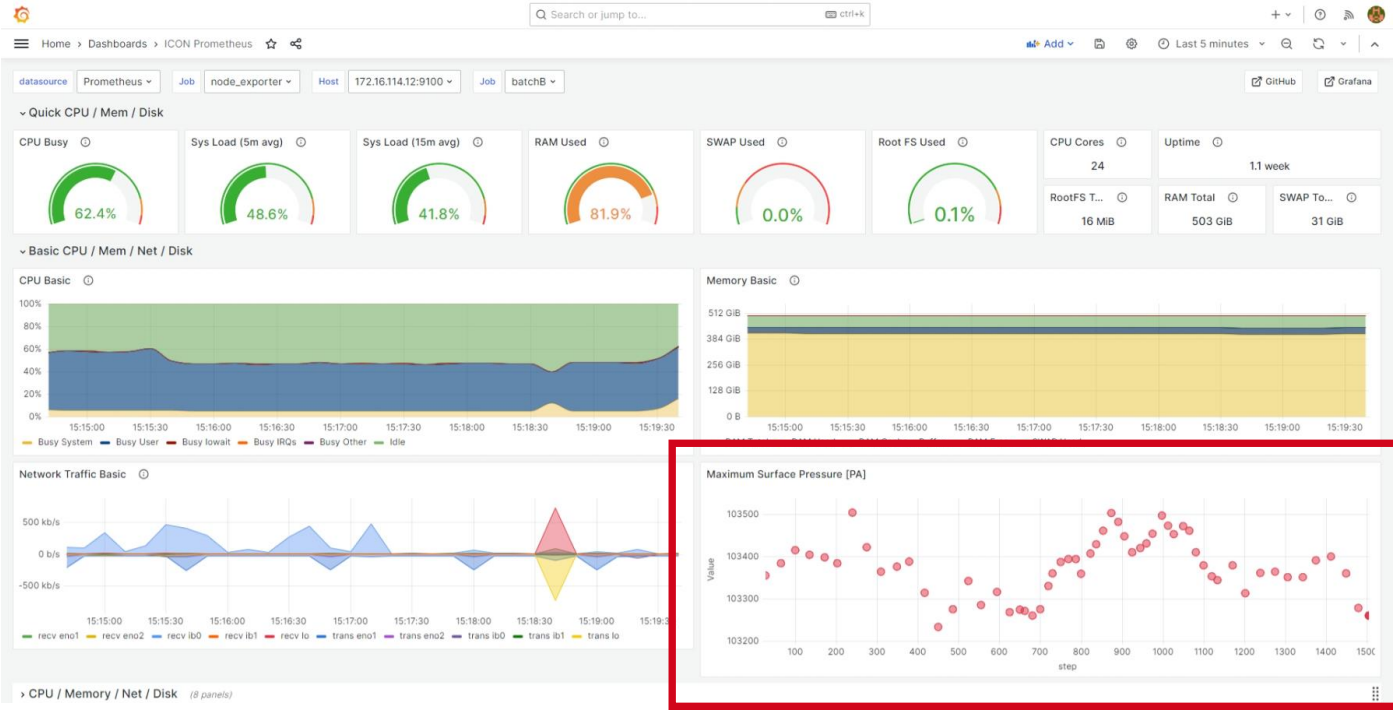 Search or jump to... ctrl+k
Home › Dashboards › ICON Prometheus Add Last 5 minutes
datasource Prometheus Job node_exporter Host 172.16.114.12:9100 Job batchB GitHub Grafana
Quick CPU / Mem / Disk
CPU Busy Sys Load (5m avg) Sys Load (15m avg) RAM Used SWAP Used Root FS Used CPU Cores Uptime
24 1.1 week
RootFS T... RAM Total SWAP To...
62.4% 48.6% 41.8% 81.9% 0.0% 0.1% 16 MiB 503 GiB 31 GiB
Basic CPU / Mem / Net / Disk
CPU Basic
100%
80%
60%
40%
20%
0%
15:15:00 15:15:30 15:16:00 15:16:30 15:17:00 15:17:30 15:18:00 15:18:30 15:19:00 15:19:30
Busy System Busy User Busy Iowait Busy IRQs Busy Other Idle
Memory Basic
512 GiB
384 GiB
256 GiB
128 GiB
0 B
15:15:00 15:15:30 15:16:00 15:16:30 15:17:00 15:17:30 15:18:00 15:18:30 15:19:00 15:19:30
Network Traffic Basic
500 kb/s
0 b/s
-500 kb/s
15:15:00 15:15:30 15:16:00 15:16:30 15:17:00 15:17:30 15:18:00 15:18:30 15:19:00
recv eno1 recv eno2 recv ib0 recv ib1 recv lo trans eno1 trans eno2 trans ib0 trans ib1 trans lo
Maximum Surface Pressure [PA]
103500
103400
103300
103200
Value
100 200 300 400 500 600 700 800 900 1000 1100 1200 1300 1400
step
CPU / Memory / Net / Disk (8 panels)